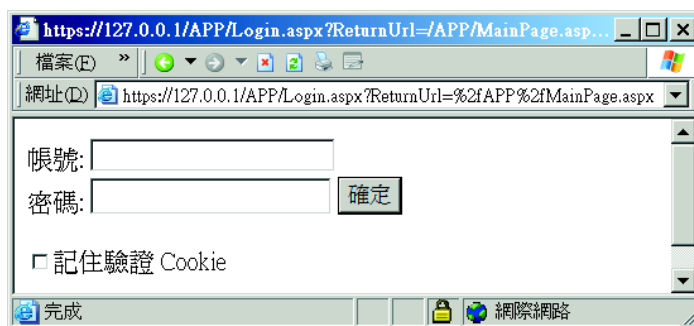 https://127.0.0.1/APP/Login.aspx?ReturnUrl=/APP/MainPage.asp...
檔案(F) »
網址(D) https://127.0.0.1/APP/Login.aspx?ReturnUrl=%2fAPP%2fMainPage.aspx
帳號:
密碼: 確定
記住驗證 Cookie
完成 網際網路